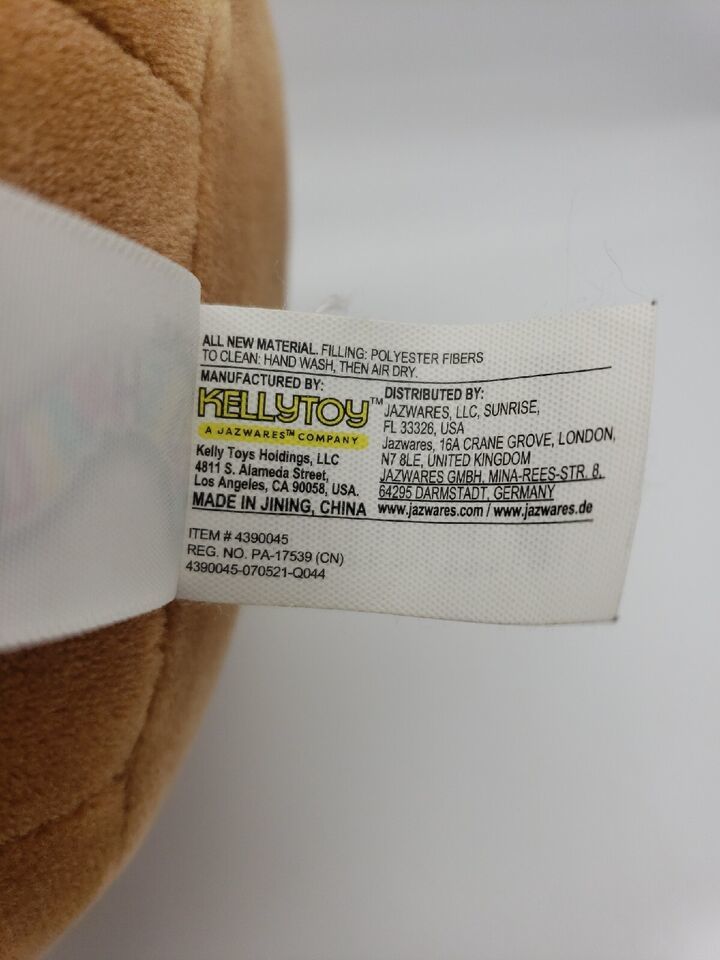 ALL NEW MATERIAL. FILLING: POLYESTER FIBERS
TO CLEAN: HAND WASH, THEN AIR DRY.
MANUFACTURED BY:
KELLYTOY™
A JAZWARES™ COMPANY
Kelly Toys Holdings, LLC
4811 S. Alameda Street,
Los Angeles, CA 90058, USA.
MADE IN JINING, CHINA
DISTRIBUTED BY:
JAZWARES, LLC, SUNRISE,
FL 33326, USA
Jazwares, 16A CRANE GROVE, LONDON,
N7 8LE, UNITED KINGDOM
JAZWARES GMBH, MINA-REES-STR. 8,
64295 DARMSTADT, GERMANY
www.jazwares.com / www.jazwares.de
ITEM # 4390045
REG. NO. PA-17539 (CN)
4390045-070521-Q044